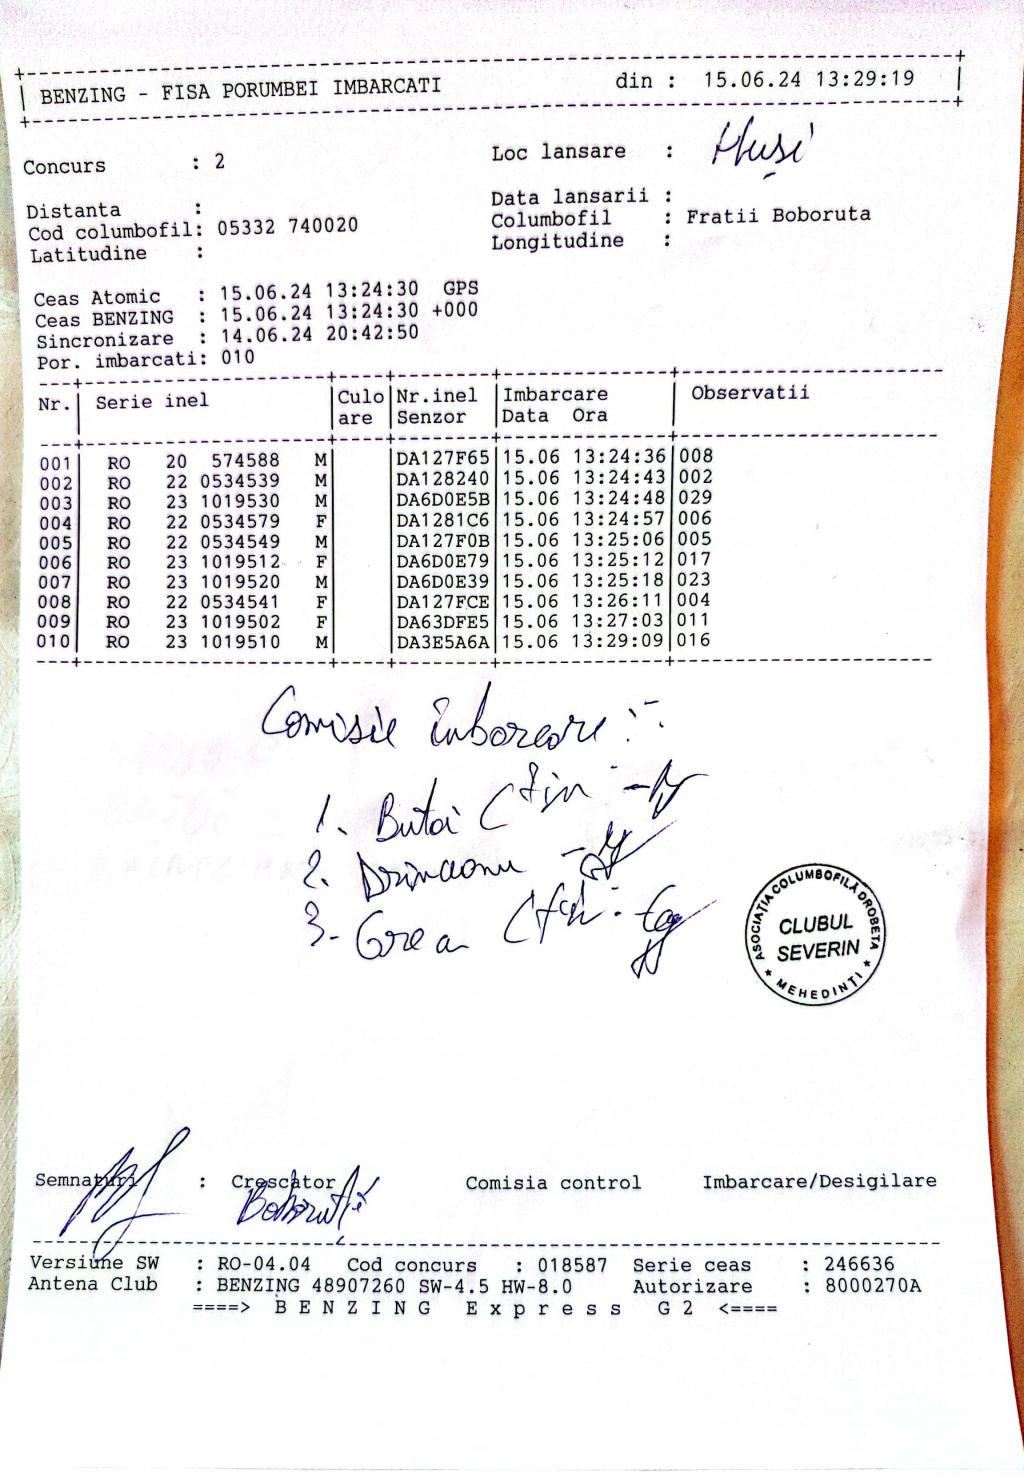 BENZING - FISA PORUMBEI IMBARCATI din : 15.06.24 13:29:19
Concurs : 2 Loc lansare : Huși
Distanta : Data lansarii :
Cod columbofil: 05332 740020 Columbofil : Fratii Boboruta
Latitudine : Longitudine :
Ceas Atomic : 15.06.24 13:24:30 GPS
Ceas BENZING : 15.06.24 13:24:30 +000
Sincronizare : 14.06.24 20:42:50
Por. imbarcati: 010
Nr. Serie inel Culo Nr.inel Imbarcare Observatii
are Senzor Data Ora
001 RO 20 574588 M DA127F65 15.06 13:24:36 008
002 RO 22 0534539 M DA128240 15.06 13:24:43 002
003 RO 23 1019530 M DA6D0E5B 15.06 13:24:48 029
004 RO 22 0534579 F DA1281C6 15.06 13:24:57 006
005 RO 22 0534549 M DA127F0B 15.06 13:25:06 005
006 RO 23 1019512 F DA6D0E79 15.06 13:25:12 017
007 RO 23 1019520 M DA6D0E39 15.06 13:25:18 023
008 RO 22 0534541 F DA127FCE 15.06 13:26:11 004
009 RO 23 1019502 F DA63DFE5 15.06 13:27:03 011
010 RO 23 1019510 M DA3E5A6A 15.06 13:29:09 016
Comisie înbarcare :
1. Butoi
2.
3-
ASOCIAȚIA COLUMBOFILĂ DROBETA
CLUBUL
SEVERIN
* MEHEDINTI *
Semnaturi : Crescator Comisia control Imbarcare/Desigilare
Boboruta
Versiune SW : RO-04.04 Cod concurs : 018587 Serie ceas : 246636
Antena Club : BENZING 48907260 SW-4.5 HW-8.0 Autorizare : 8000270A
====> B E N Z I N G E x p r e s s G 2 <====